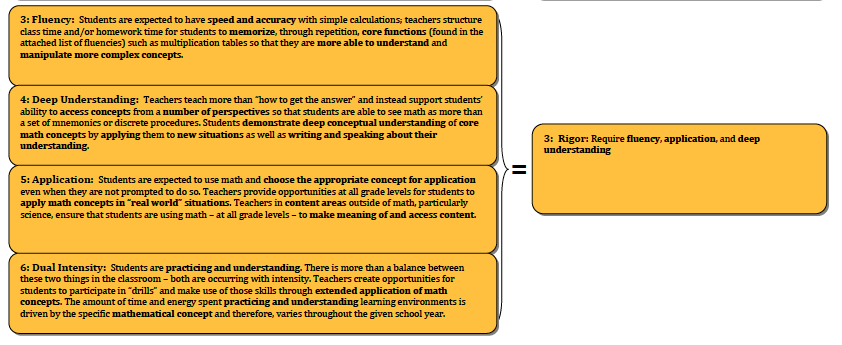 3: Fluency: Students are expected to have speed and accuracy with simple calculations; teachers structure
class time and/or homework time for students to memorize, through repetition, core functions (found in the
attached list of fluencies) such as multiplication tables so that they are more able to understand and
manipulate more complex concepts.
4: Deep Understanding: Teachers teach more than “how to get the answer” and instead support students’
ability to access concepts from a number of perspectives so that students are able to see math as more than
a set of mnemonics or discrete procedures. Students demonstrate deep conceptual understanding of core
math concepts by applying them to new situations as well as writing and speaking about their
understanding.
5: Application: Students are expected to use math and choose the appropriate concept for application
even when they are not prompted to do so. Teachers provide opportunities at all grade levels for students to
apply math concepts in “real world” situations. Teachers in content areas outside of math, particularly
science, ensure that students are using math – at all grade levels – to make meaning of and access content.
6: Dual Intensity: Students are practicing and understanding. There is more than a balance between
these two things in the classroom – both are occurring with intensity. Teachers create opportunities for
students to participate in “drills” and make use of those skills through extended application of math
concepts. The amount of time and energy spent practicing and understanding learning environments is
driven by the specific mathematical concept and therefore, varies throughout the given school year.
=
3: Rigor: Require fluency, application, and deep
understanding